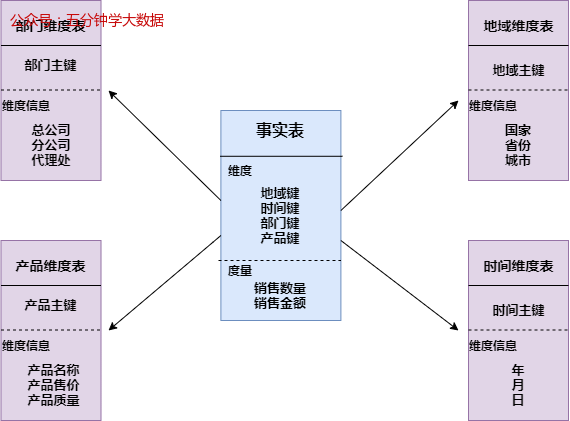 公众号：五分钟学大数据
部门维度表
部门主键
维度信息
总公司
分公司
代理处
地域维度表
地域主键
维度信息
国家
省份
城市
事实表
维度
地域键
时间键
部门键
产品键
度量
销售数量
销售金额
产品维度表
产品主键
维度信息
产品名称
产品售价
产品质量
时间维度表
时间主键
维度信息
年
月
日